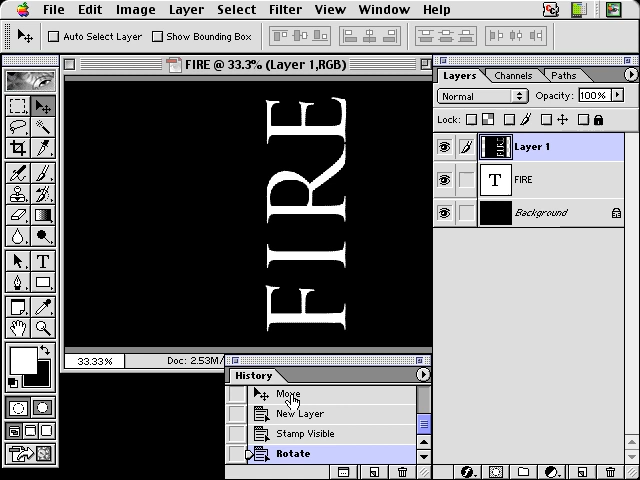 File Edit Image Layer Select Filter View Window Help
Auto Select Layer Show Bounding Box
FIRE @ 33.3% (Layer 1,RGB)
FIRE
33.33% Doc: 2.53M/
Layers Channels Paths
Normal Opacity: 100%
Lock:
Layer 1
T FIRE
Background
History
Move
New Layer
Stamp Visible
Rotate